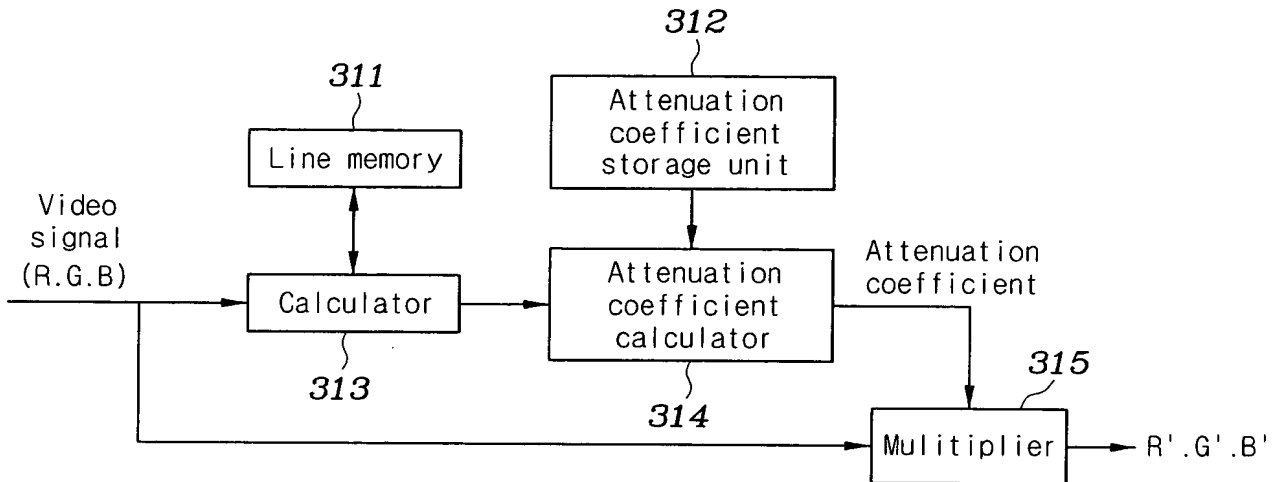 312
Attenuation
coefficient
storage unit
311
Line memory
Video
signal
(R.G.B)
Calculator
313
Attenuation
coefficient
calculator
314
Attenuation
coefficient
315
Mulitiplier
R'.G'.B'